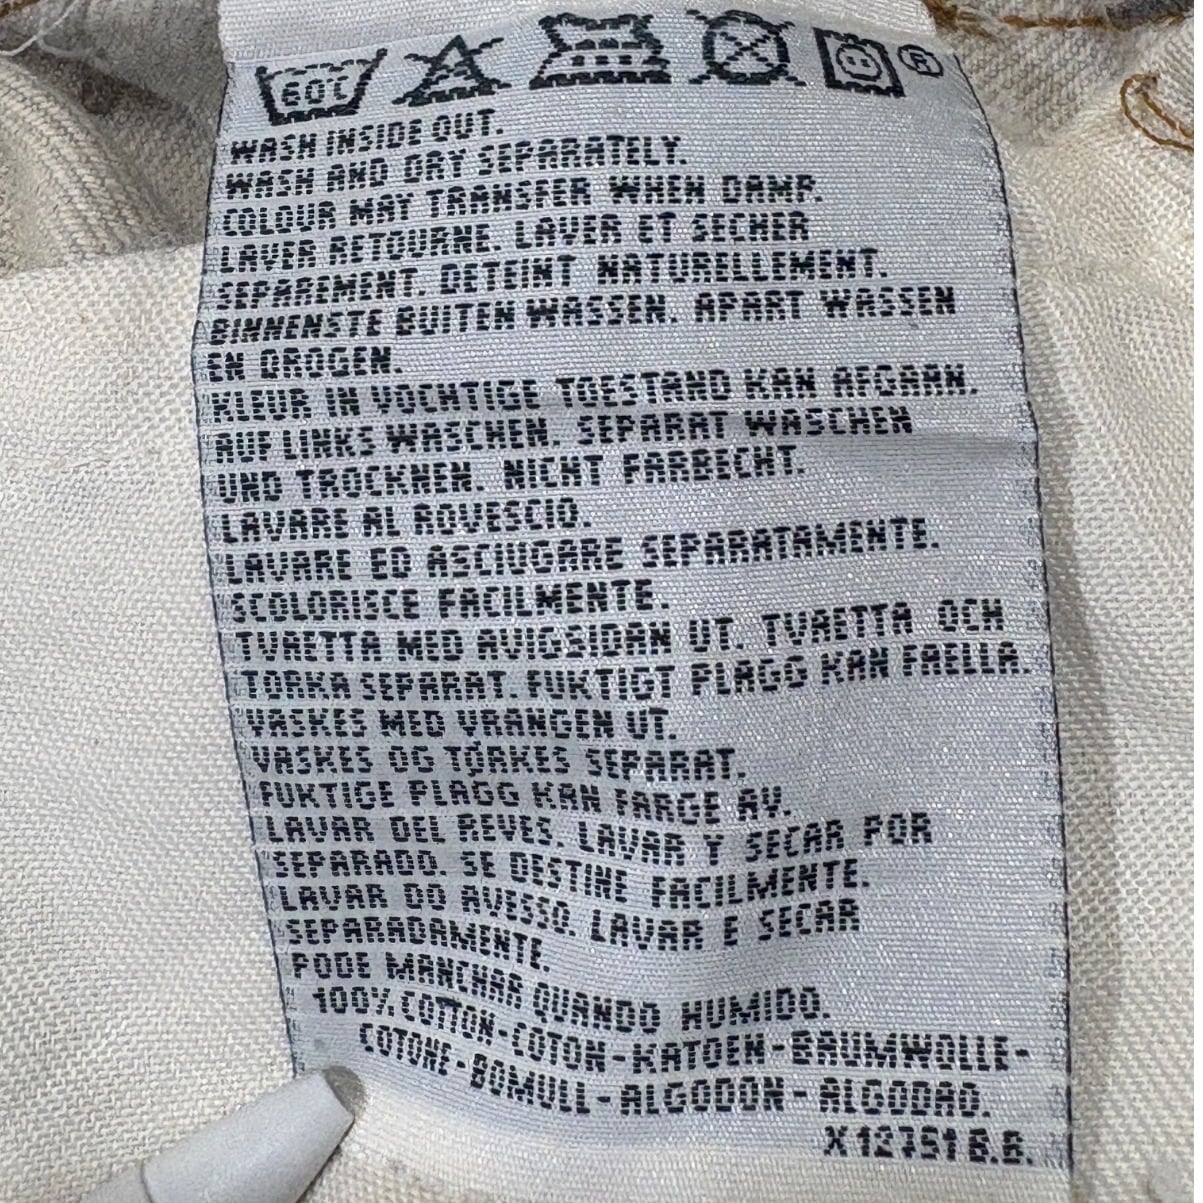 60C
®
WASH INSIDE OUT.
WASH AND DRY SEPARATELY.
COLOUR MAY TRANSFER WHEN DAMP.
LAVER RETOURNE. LAVER ET SECHER
SEPAREMENT. DETEINT NATURELLEMENT.
BINNENSTE BUITEN WASSEN. APART WASSEN
EN DROGEN.
KLEUR IN VOCHTIGE TOESTAND KAN AFGAAN.
AUF LINKS WASCHEN. SEPARAT WASCHEN
UND TROCKNEN. NICHT FARBECHT.
LAVARE AL ROVESCIO.
LAVARE ED ASCIUGARE SEPARATAMENTE.
SCOLORISCE FACILMENTE.
TVAETTA MED AVIGSIDAN UT. TVAETTA OCH
TORKA SEPARAT. FUKTIGT PLAGG KAN FAELLA.
VASKES MED VRANGEN UT.
VASKES OG TØRKES SEPARAT.
FUKTIGE PLAGG KAN FARGE AV.
LAVAR DEL REVES. LAVAR Y SECAR POR
SEPARADO. SE DESTINE FACILMENTE.
LAVAR DO AVESSO. LAVAR E SECAR
SEPARADAMENTE.
PODE MANCHAR QUANDO HUMIDO.
100% COTTON-COTON-KATOEN-BAUMWOLLE-
COTONE-BOMULL-ALGODON-ALGODAO.
X12751 B.B.